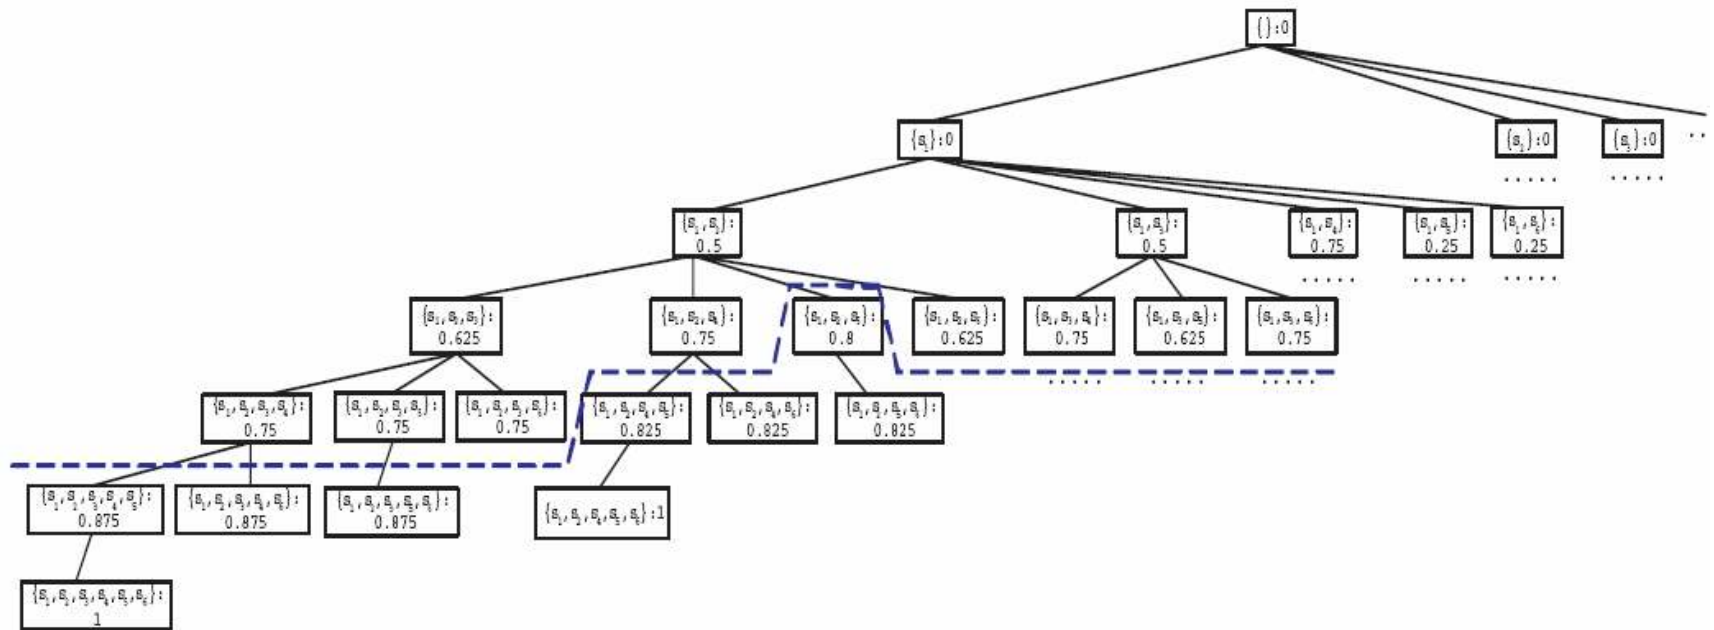 {}:0
{s₁}:0
{s₂}:0
{s₃}:0
..
.....
.....
{s₁,s₂}:
0.5
{s₁,s₃}:
0.5
{s₁,s₄}:
0.75
{s₁,s₅}:
0.25
{s₁,s₆}:
0.25
.....
.....
.....
{s₁,s₂,s₃}:
0.625
{s₁,s₂,s₄}:
0.75
{s₁,s₂,s₅}:
0.8
{s₁,s₂,s₆}:
0.625
{s₁,s₃,s₄}:
0.75
{s₁,s₃,s₅}:
0.625
{s₁,s₃,s₆}:
0.75
.....
.....
.....
{s₁,s₂,s₃,s₄}:
0.75
{s₁,s₂,s₃,s₅}:
0.75
{s₁,s₂,s₃,s₆}:
0.75
{s₁,s₂,s₄,s₅}:
0.825
{s₁,s₂,s₄,s₆}:
0.825
{s₁,s₂,s₅,s₆}:
0.825
{s₁,s₂,s₃,s₄,s₅}:
0.875
{s₁,s₂,s₃,s₄,s₆}:
0.875
{s₁,s₂,s₃,s₅,s₆}:
0.875
{s₁,s₂,s₄,s₅,s₆}:1
{s₁,s₂,s₃,s₄,s₅,s₆}:
1